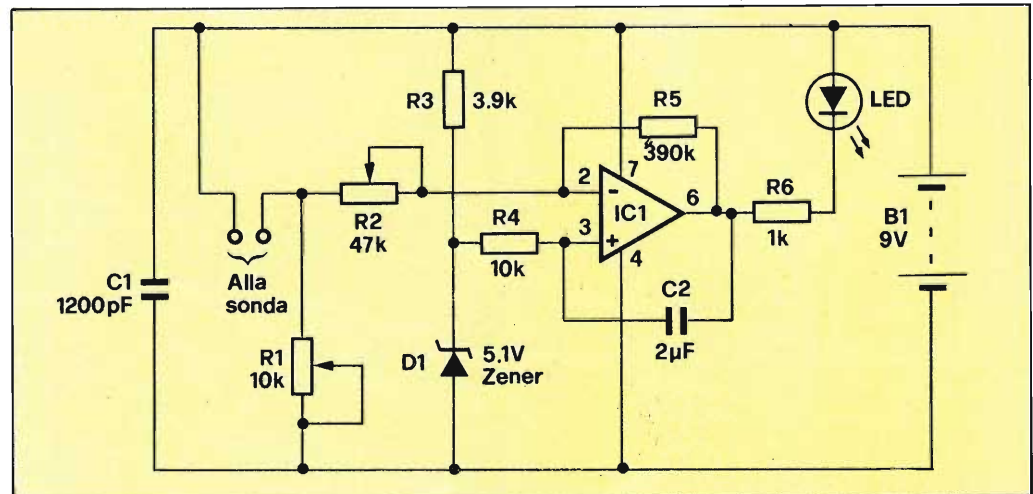 R3
3.9k
R5
390k
LED
7
2
-
IC1
6
R6
1k
B1
9V
R2
47k
R4
10k
3
+
4
C1
1200pF
Alla
sonda
C2
2µF
R1
10k
D1
5.1V
Zener